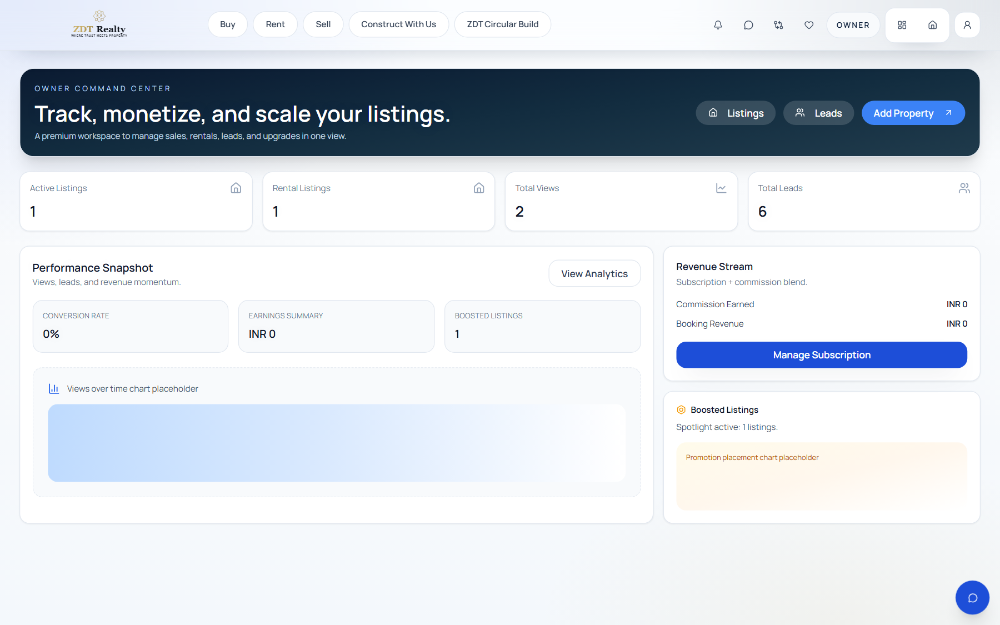 ZDT Realty
WHERE TRUST MEETS PROPERTY
Buy
Rent
Sell
Construct With Us
ZDT Circular Build
OWNER
OWNER COMMAND CENTER
Track, monetize, and scale your listings.
A premium workspace to manage sales, rentals, leads, and upgrades in one view.
Listings
Leads
Add Property
Active Listings
1
Rental Listings
1
Total Views
2
Total Leads
6
Performance Snapshot
Views, leads, and revenue momentum.
View Analytics
CONVERSION RATE
0%
EARNINGS SUMMARY
INR 0
BOOSTED LISTINGS
1
Views over time chart placeholder
Revenue Stream
Subscription + commission blend.
Commission Earned INR 0
Booking Revenue INR 0
Manage Subscription
Boosted Listings
Spotlight active: 1 listings.
Promotion placement chart placeholder